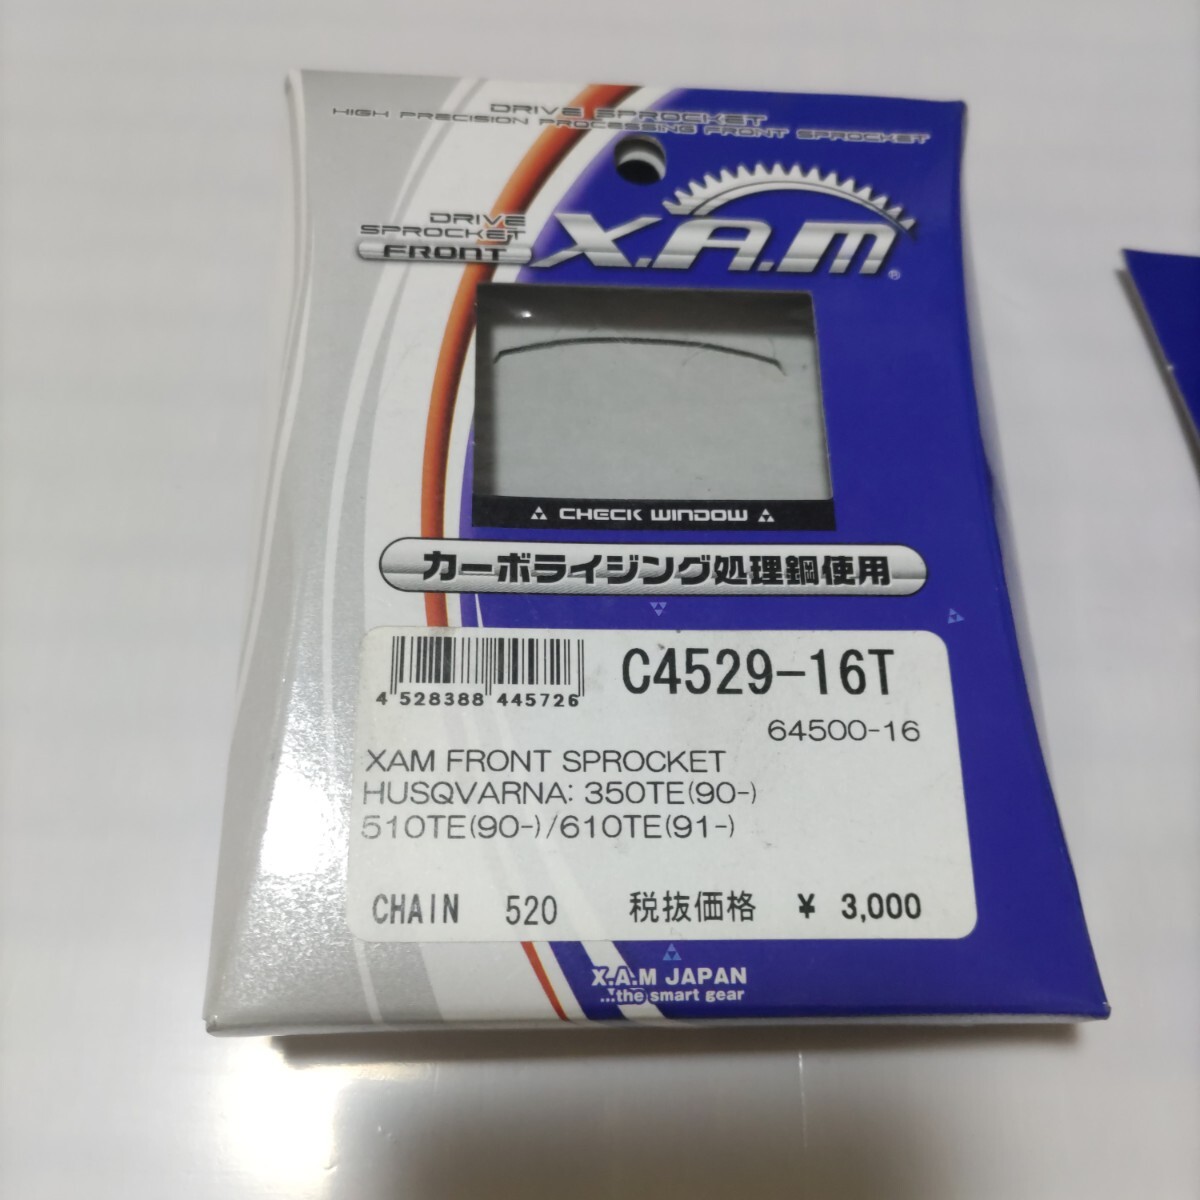 DRIVE SPROCKET
HIGH PRECISION PROCESSING FRONT SPROCKET
DRIVE
SPROCKET
FRONT
X.A.M®
CHECK WINDOW
カーボライジング処理鋼使用
4 528388 445726
C4529-16T
64500-16
XAM FRONT SPROCKET
HUSQVARNA: 350TE(90-)
510TE(90-)/610TE(91-)
CHAIN 520 税抜価格 ¥ 3,000
X.A.M JAPAN
...the smart gear